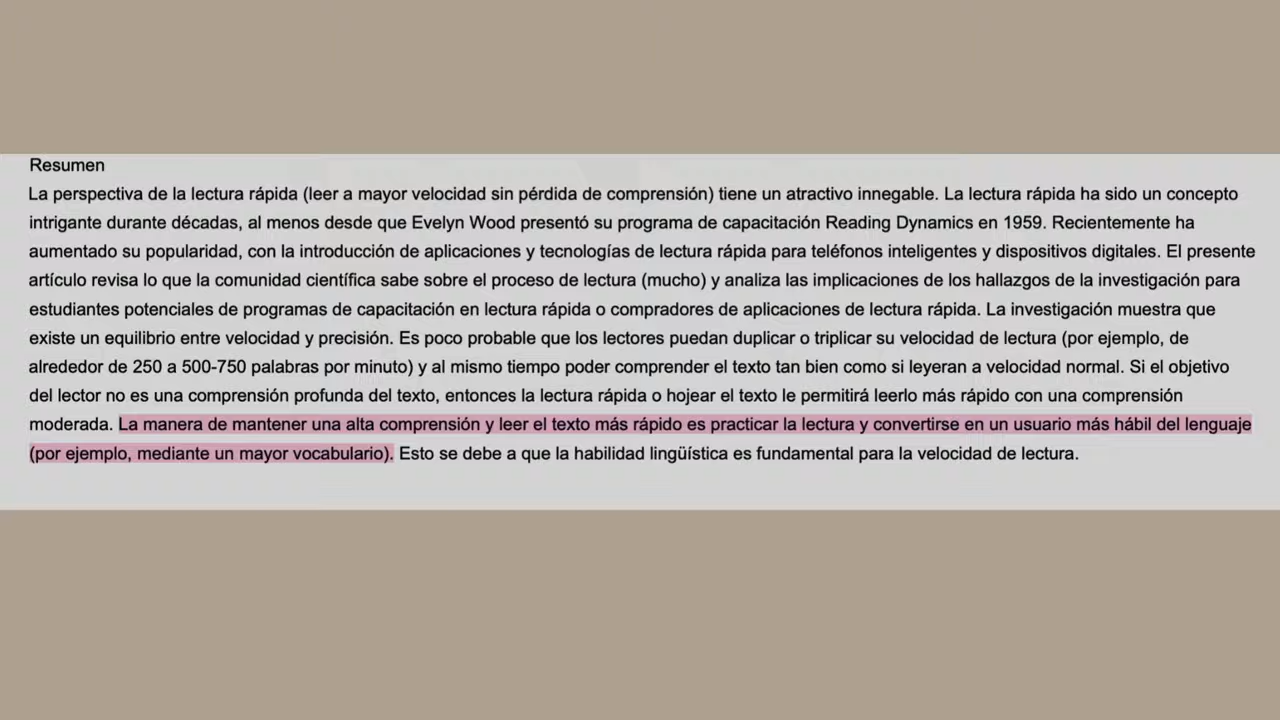 Resumen
La perspectiva de la lectura rápida (leer a mayor velocidad sin pérdida de comprensión) tiene un atractivo innegable. La lectura rápida ha sido un concepto
intrigante durante décadas, al menos desde que Evelyn Wood presentó su programa de capacitación Reading Dynamics en 1959. Recientemente ha
aumentado su popularidad, con la introducción de aplicaciones y tecnologías de lectura rápida para teléfonos inteligentes y dispositivos digitales. El presente
artículo revisa lo que la comunidad científica sabe sobre el proceso de lectura (mucho) y analiza las implicaciones de los hallazgos de la investigación para
estudiantes potenciales de programas de capacitación en lectura rápida o compradores de aplicaciones de lectura rápida. La investigación muestra que
existe un equilibrio entre velocidad y precisión. Es poco probable que los lectores puedan duplicar o triplicar su velocidad de lectura (por ejemplo, de
alrededor de 250 a 500-750 palabras por minuto) y al mismo tiempo poder comprender el texto tan bien como si leyeran a velocidad normal. Si el objetivo
del lector no es una comprensión profunda del texto, entonces la lectura rápida o hojear el texto le permitirá leerlo más rápido con una comprensión
moderada. La manera de mantener una alta comprensión y leer el texto más rápido es practicar la lectura y convertirse en un usuario más hábil del lenguaje
(por ejemplo, mediante un mayor vocabulario). Esto se debe a que la habilidad lingüística es fundamental para la velocidad de lectura.